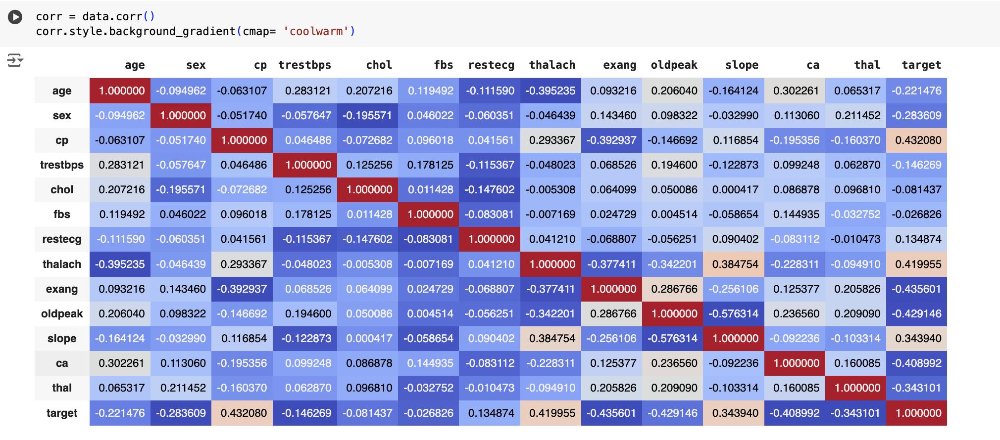 corr = data.corr()
corr.style.background_gradient(cmap= 'coolwarm')
age sex cp trestbps chol fbs restecg thalach exang oldpeak slope ca thal target
age 1.000000 -0.094962 -0.063107 0.283121 0.207216 0.119492 -0.111590 -0.395235 0.093216 0.206040 -0.164124 0.302261 0.065317 -0.221476
sex -0.094962 1.000000 -0.051740 -0.057647 -0.195571 0.046022 -0.060351 -0.046439 0.143460 0.098322 -0.032990 0.113060 0.211452 -0.283609
cp -0.063107 -0.051740 1.000000 0.046486 -0.072682 0.096018 0.041561 0.293367 -0.392937 -0.146692 0.116854 -0.195356 -0.160370 0.432080
trestbps 0.283121 -0.057647 0.046486 1.000000 0.125256 0.178125 -0.115367 -0.048023 0.068526 0.194600 -0.122873 0.099248 0.062870 -0.146269
chol 0.207216 -0.195571 -0.072682 0.125256 1.000000 0.011428 -0.147602 -0.005308 0.064099 0.050086 0.000417 0.086878 0.096810 -0.081437
fbs 0.119492 0.046022 0.096018 0.178125 0.011428 1.000000 -0.083081 -0.007169 0.024729 0.004514 -0.058654 0.144935 -0.032752 -0.026826
restecg -0.111590 -0.060351 0.041561 -0.115367 -0.147602 -0.083081 1.000000 0.041210 -0.068807 -0.056251 0.090402 -0.083112 -0.010473 0.134874
thalach -0.395235 -0.046439 0.293367 -0.048023 -0.005308 -0.007169 0.041210 1.000000 -0.377411 -0.342201 0.384754 -0.228311 -0.094910 0.419955
exang 0.093216 0.143460 -0.392937 0.068526 0.064099 0.024729 -0.068807 -0.377411 1.000000 0.286766 -0.256106 0.125377 0.205826 -0.435601
oldpeak 0.206040 0.098322 -0.146692 0.194600 0.050086 0.004514 -0.056251 -0.342201 0.286766 1.000000 -0.576314 0.236560 0.209090 -0.429146
slope -0.164124 -0.032990 0.116854 -0.122873 0.000417 -0.058654 0.090402 0.384754 -0.256106 -0.576314 1.000000 -0.092236 -0.103314 0.343940
ca 0.302261 0.113060 -0.195356 0.099248 0.086878 0.144935 -0.083112 -0.228311 0.125377 0.236560 -0.092236 1.000000 0.160085 -0.408992
thal 0.065317 0.211452 -0.160370 0.062870 0.096810 -0.032752 -0.010473 -0.094910 0.205826 0.209090 -0.103314 0.160085 1.000000 -0.343101
target -0.221476 -0.283609 0.432080 -0.146269 -0.081437 -0.026826 0.134874 0.419955 -0.435601 -0.429146 0.343940 -0.408992 -0.343101 1.000000